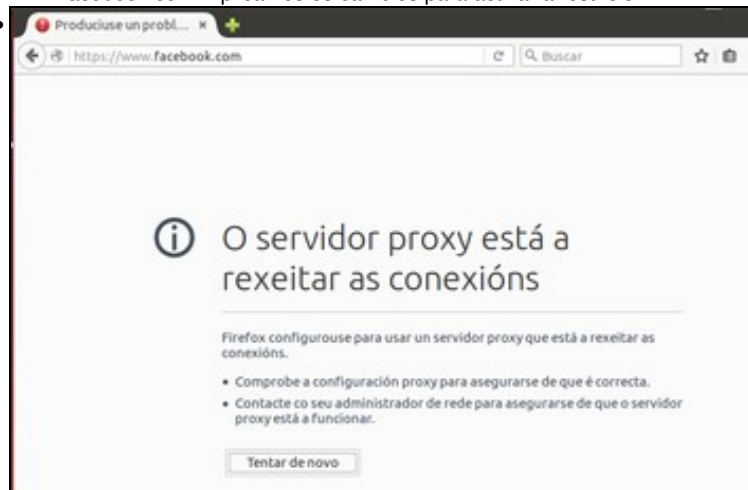 Produciuse un probl...
https://www.facebook.com
Buscar
O servidor proxy está a
rexeitar as conexións
Firefox configurouse para usar un servidor proxy que está a rexeitar as
conexións.
• Comprobe a configuración proxy para asegurarse de que é correcta.
• Contacte co seu administrador de rede para asegurarse de que o servidor
proxy está a funcionar.
Tentar de novo